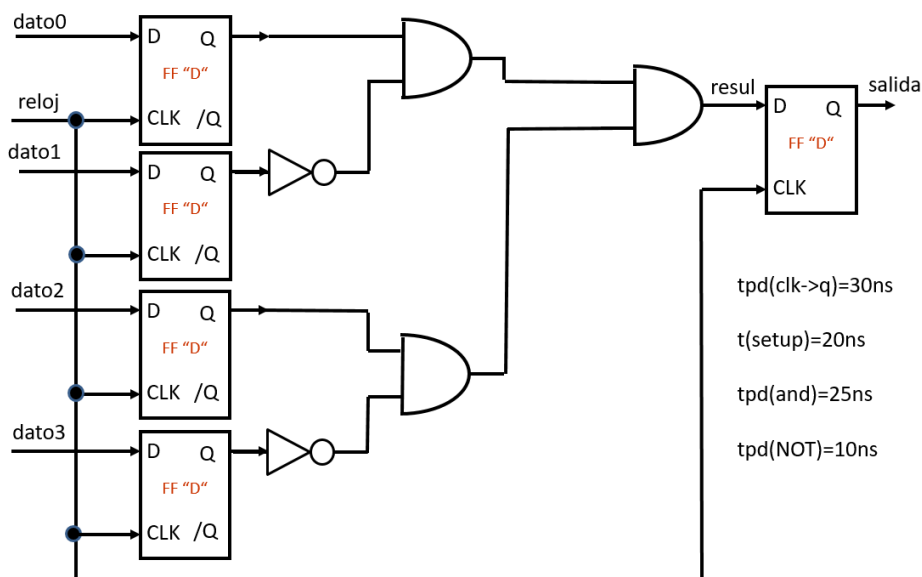 dato0
D Q
FF “D“
reloj
CLK /Q
dato1
D Q
FF “D“
CLK /Q
dato2
D Q
FF “D“
CLK /Q
dato3
D Q
FF “D“
CLK /Q
resul
salida
D Q
FF “D“
CLK
tpd(clk->q)=30ns
t(setup)=20ns
tpd(and)=25ns
tpd(NOT)=10ns